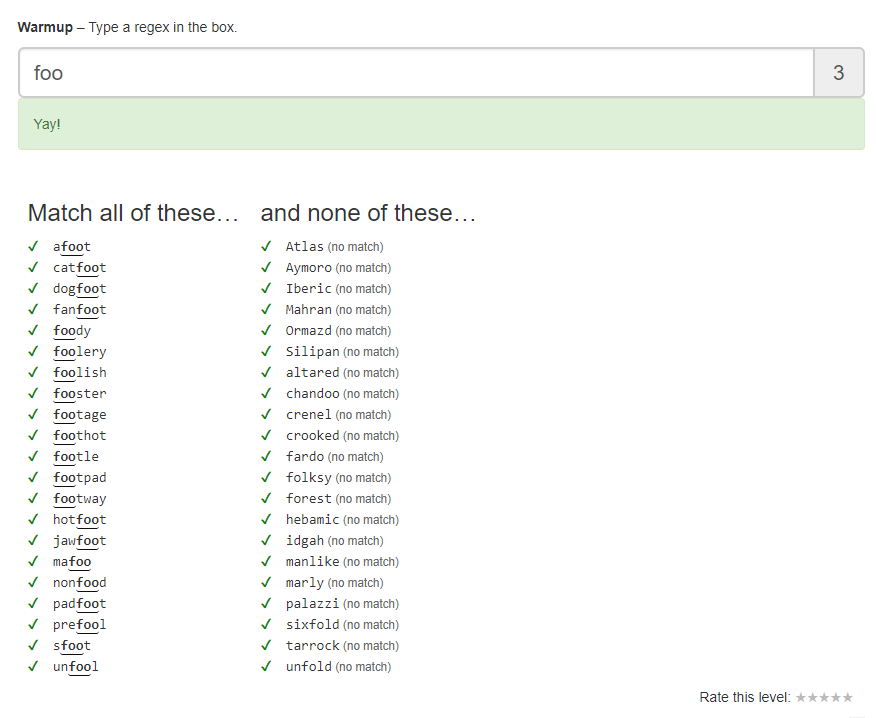 Warmup – Type a regex in the box.
foo 3
Yay!
Match all of these… and none of these…
✓ afoot ✓ Atlas (no match)
✓ catfoot ✓ Aymoro (no match)
✓ dogfoot ✓ Iberic (no match)
✓ fanfoot ✓ Mahran (no match)
✓ foody ✓ Ormazd (no match)
✓ foolery ✓ Silipan (no match)
✓ foolish ✓ altared (no match)
✓ fooster ✓ chandoo (no match)
✓ footage ✓ crenel (no match)
✓ foothot ✓ crooked (no match)
✓ footle ✓ fardo (no match)
✓ footpad ✓ folksy (no match)
✓ footway ✓ forest (no match)
✓ hotfoot ✓ hebamic (no match)
✓ jawfoot ✓ idgah (no match)
✓ mafoo ✓ manlike (no match)
✓ nonfood ✓ marly (no match)
✓ padfoot ✓ palazzi (no match)
✓ prefool ✓ sixfold (no match)
✓ sfoot ✓ tarrock (no match)
✓ unfool ✓ unfold (no match)
Rate this level: ★★★★★